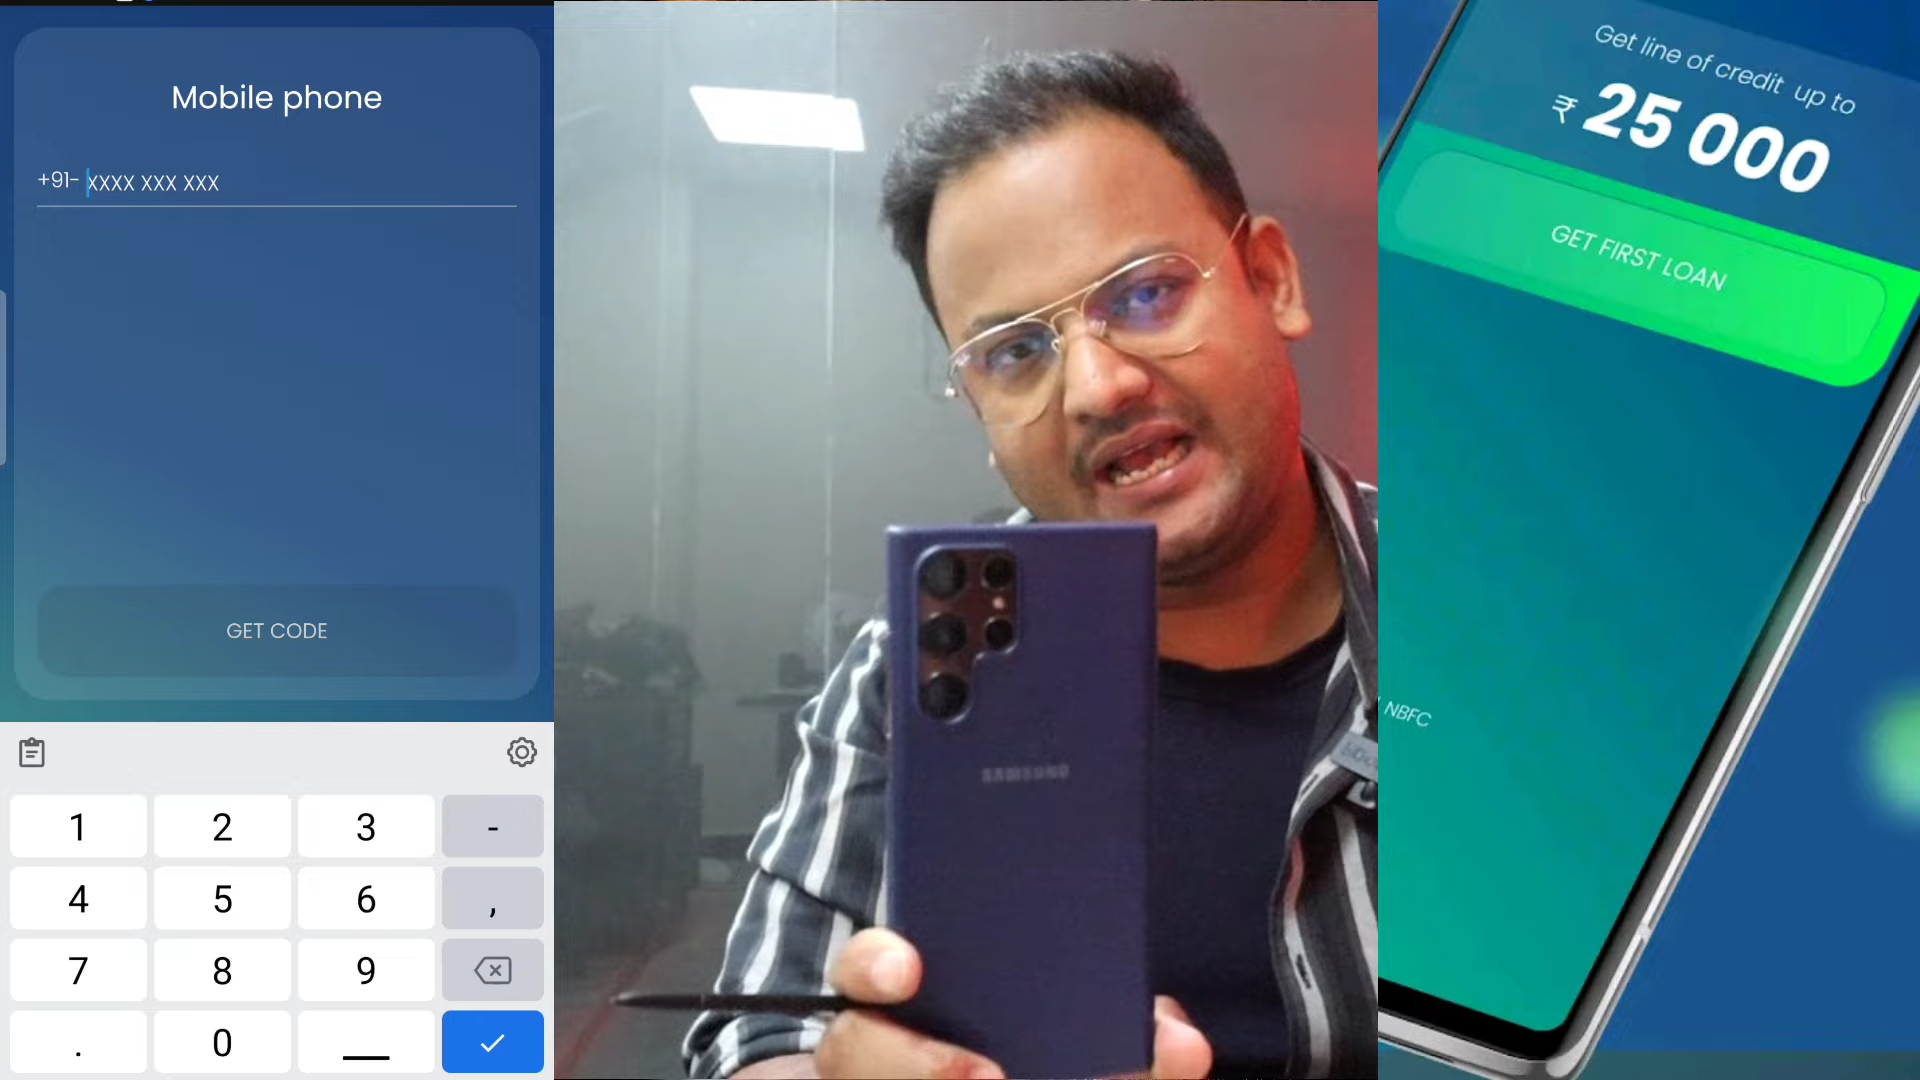 Mobile phone
+91- XXXX XXX XXX
GET CODE
1 2 3 -
4 5 6 ,
7 8 9
. 0
SAMSUNG
Get line of credit up to
₹ 25 000
GET FIRST LOAN
NBFC